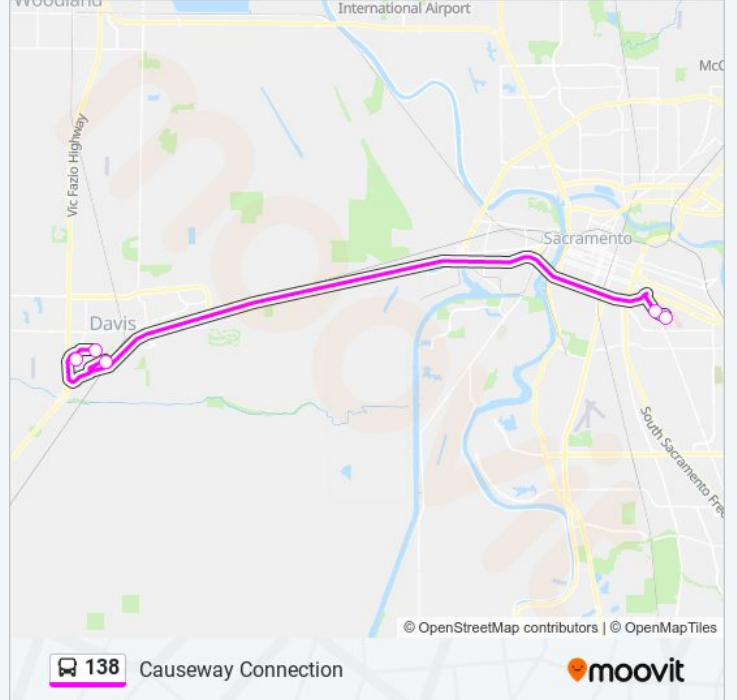 Woodland
International Airport
McC
Vic Fazio Highway
Sacramento
Davis
South Sacramento Free
© OpenStreetMap contributors | © OpenMapTiles
138 Causeway Connection
moovit
moovit